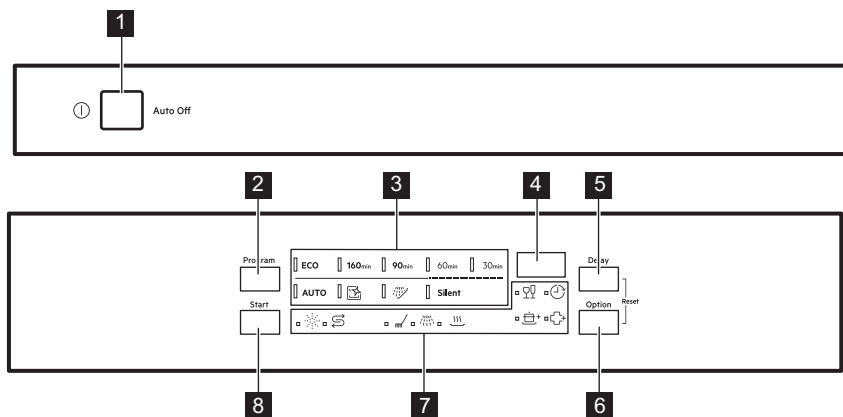 1
Auto Off
2
3
4
5
Program
ECO 160min 90min 60min 30min
Delay
AUTO Silent
Start
Option
Reset
8
7
6